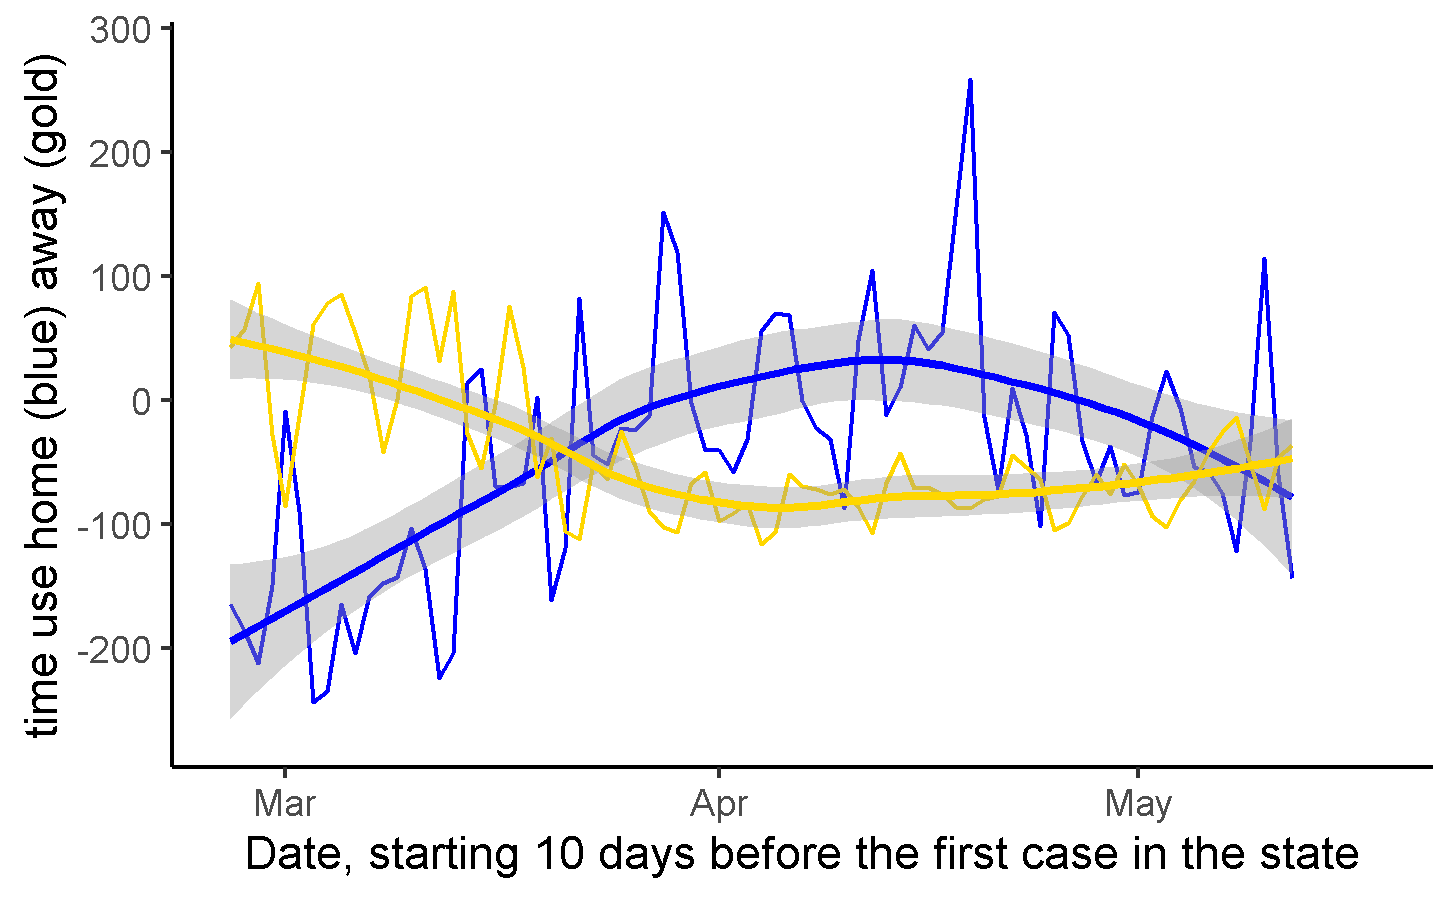 time use home (blue) away (gold)
300
200
100
0
-100
-200
Mar
Apr
May
Date, starting 10 days before the first case in the state